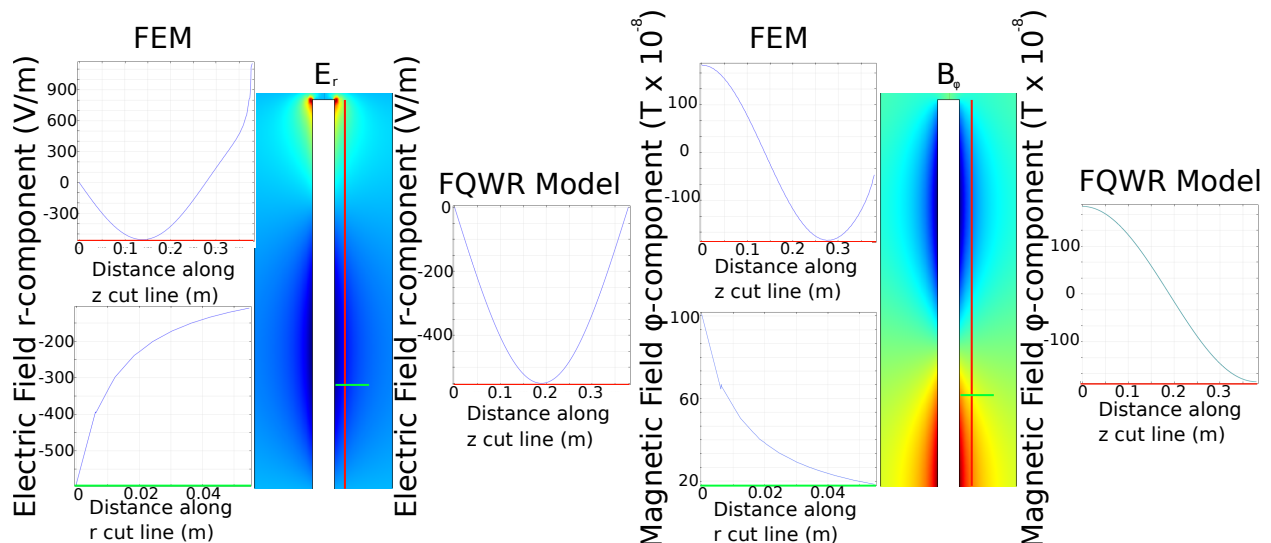 FEM
Electric Field r-component (V/m)
900
600
300
0
-300
0 0.1 0.2 0.3
Distance along
z cut line (m)
-200
-300
-400
-500
0 0.02 0.04
Distance along
r cut line (m)
Er
Electric Field r-component (V/m)
FQWR Model
0
-200
-400
0 0.1 0.2 0.3
Distance along
z cut line (m)
Magnetic Field φ-component (T x 10-8)
FEM
100
0
-100
0 0.1 0.2 0.3
Distance along
z cut line (m)
100
60
20
0 0.02 0.04
Distance along
r cut line (m)
Bφ
Magnetic Field φ-component (T x 10-8)
FQWR Model
100
0
-100
0 0.1 0.2 0.3
Distance along
z cut line (m)